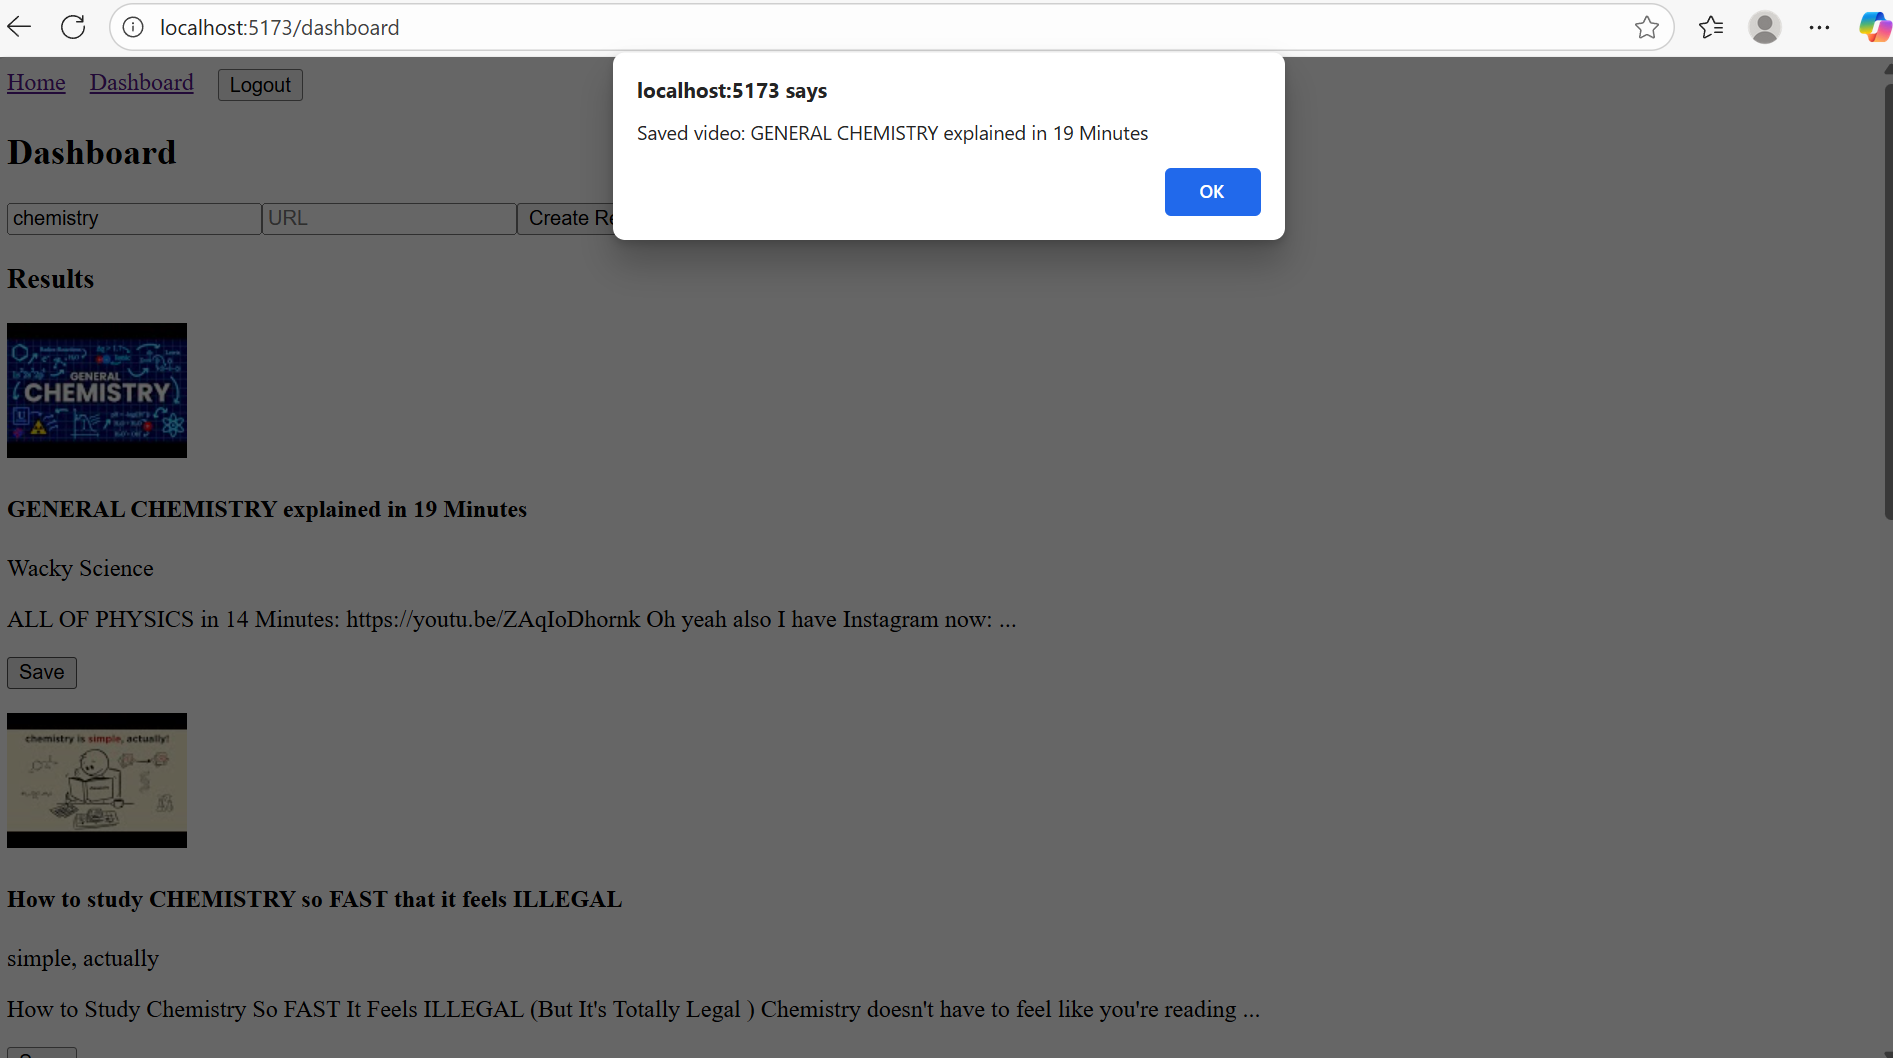 localhost:5173/dashboard
Home Dashboard Logout
localhost:5173 says
Saved video: GENERAL CHEMISTRY explained in 19 Minutes
OK
Dashboard
chemistry URL Create Re
Results
GENERAL
CHEMISTRY
GENERAL CHEMISTRY explained in 19 Minutes
Wacky Science
ALL OF PHYSICS in 14 Minutes: https://youtu.be/ZAqIoDhornk Oh yeah also I have Instagram now: ...
Save
chemistry is simple, actually!
How to study CHEMISTRY so FAST that it feels ILLEGAL
simple, actually
How to Study Chemistry So FAST It Feels ILLEGAL (But It's Totally Legal ) Chemistry doesn't have to feel like you're reading ...